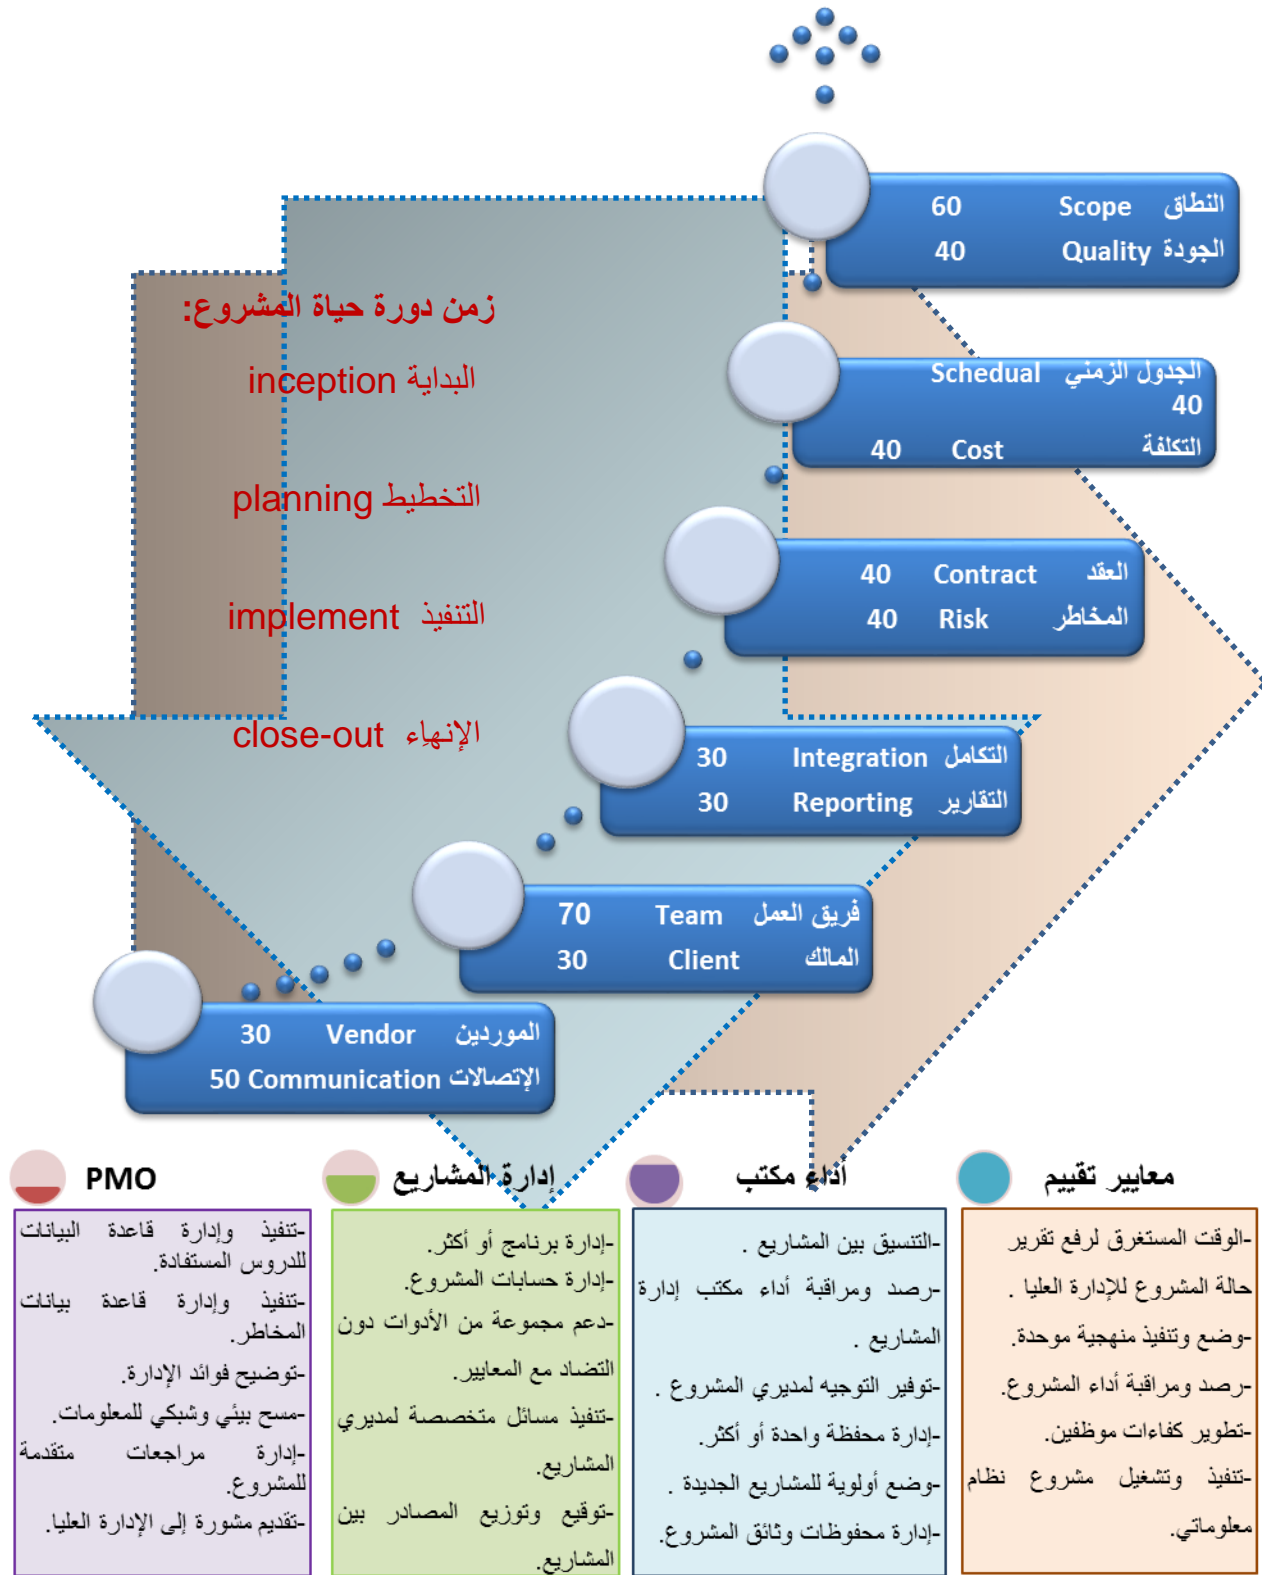 النطاق Scope 60
الجودة Quality 40
زمن دورة حياة المشروع:
البداية inception
التخطيط planning
التنفيذ implement
الإنهاء close-out
الجدول الزمني Schedual
40
التكلفة Cost 40
العقد Contract 40
المخاطر Risk 40
التكامل Integration 30
التقارير Reporting 30
فريق العمل Team 70
المالك Client 30
الموردين Vendor 30
الإتصالات Communication 50
معايير تقييم
أداء مكتب
إدارة المشاريع
PMO
-الوقت المستغرق لرفع تقرير
حالة المشروع للإدارة العليا .
-وضع وتنفيذ منهجية موحدة.
-رصد ومراقبة أداء المشروع.
-تطوير كفاءات موظفين.
-تنفيذ وتشغيل مشروع نظام
معلوماتي.
-التنسيق بين المشاريع .
-رصد ومراقبة أداء مكتب إدارة
المشاريع .
-توفير التوجيه لمديري المشروع .
-إدارة محفظة واحدة أو أكثر.
-وضع أولوية للمشاريع الجديدة .
-إدارة محفوظات وثائق المشروع.
-إدارة برنامج أو أكثر.
-إدارة حسابات المشروع.
-دعم مجموعة من الأدوات دون
التضاد مع المعايير.
-تنفيذ مسائل متخصصة لمديري
المشاريع.
-توقيع وتوزيع المصادر بين
المشاريع.
-تنفيذ وإدارة قاعدة البيانات
للدروس المستفادة.
-تنفيذ وإدارة قاعدة بيانات
المخاطر.
-توضيح فوائد الإدارة.
-مسح بيئي وشبكي للمعلومات.
-إدارة مراجعات متقدمة
للمشروع.
-تقديم مشورة إلى الإدارة العليا.